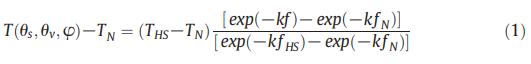 T(θs,θv,φ)−TN = (THS−TN) [exp(−kf)−exp(−kfN)] / [exp(−kfHS)−exp(−kfN)] (1)